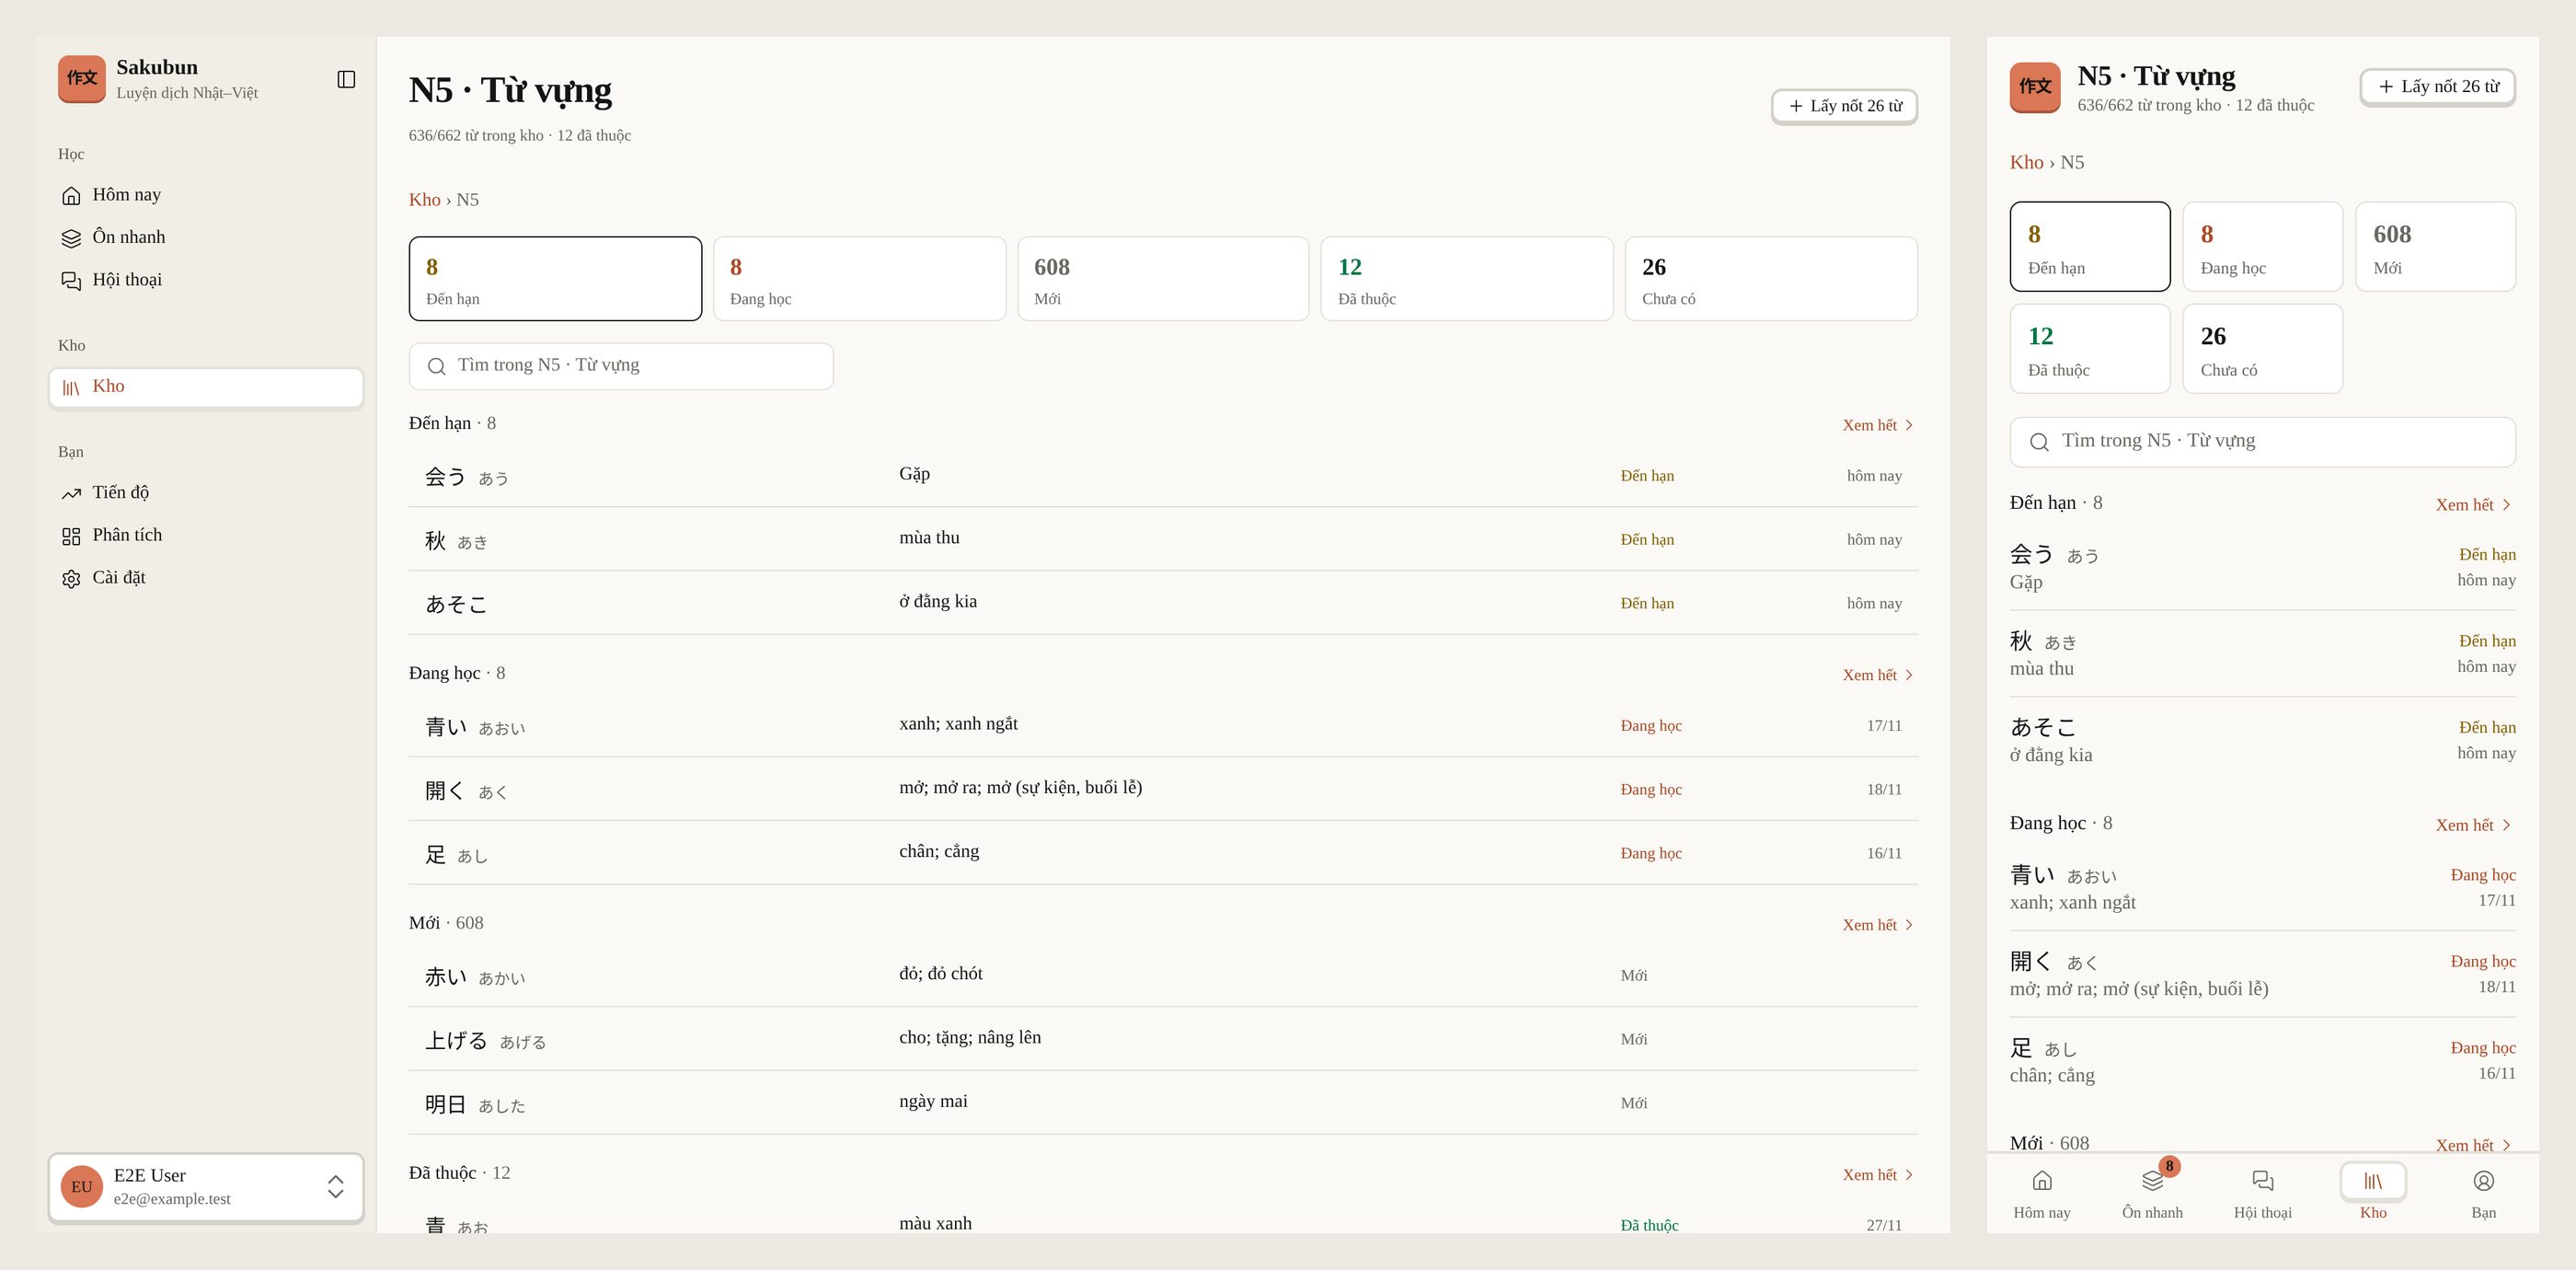 作文
Sakubun
Luyện dịch Nhật–Việt
Học
Hôm nay
Ôn nhanh
Hội thoại
Kho
Kho
Bạn
Tiến độ
Phân tích
Cài đặt
EU
E2E User
e2e@example.test
N5 · Từ vựng
636/662 từ trong kho · 12 đã thuộc
Lấy nốt 26 từ
Kho › N5
8
Đến hạn
8
Đang học
608
Mới
12
Đã thuộc
26
Chưa có
Tìm trong N5 · Từ vựng
Đến hạn · 8 Xem hết
会う あう Gặp Đến hạn hôm nay
秋 あき mùa thu Đến hạn hôm nay
あそこ ở đằng kia Đến hạn hôm nay
Đang học · 8 Xem hết
青い あおい xanh; xanh ngắt Đang học 17/11
開く あく mở; mở ra; mở (sự kiện, buổi lễ) Đang học 18/11
足 あし chân; cẳng Đang học 16/11
Mới · 608 Xem hết
赤い あかい đỏ; đỏ chót Mới
上げる あげる cho; tặng; nâng lên Mới
明日 あした ngày mai Mới
Đã thuộc · 12 Xem hết
青 あお màu xanh Đã thuộc 27/11
作文
N5 · Từ vựng
636/662 từ trong kho · 12 đã thuộc
Lấy nốt 26 từ
Kho › N5
8
Đến hạn
8
Đang học
608
Mới
12
Đã thuộc
26
Chưa có
Tìm trong N5 · Từ vựng
Đến hạn · 8 Xem hết
会う あう Đến hạn
Gặp hôm nay
秋 あき Đến hạn
mùa thu hôm nay
あそこ Đến hạn
ở đằng kia hôm nay
Đang học · 8 Xem hết
青い あおい Đang học
xanh; xanh ngắt 17/11
開く あく Đang học
mở; mở ra; mở (sự kiện, buổi lễ) 18/11
足 あし Đang học
chân; cẳng 16/11
Mới · 608 Xem hết
8
Hôm nay Ôn nhanh Hội thoại Kho Bạn